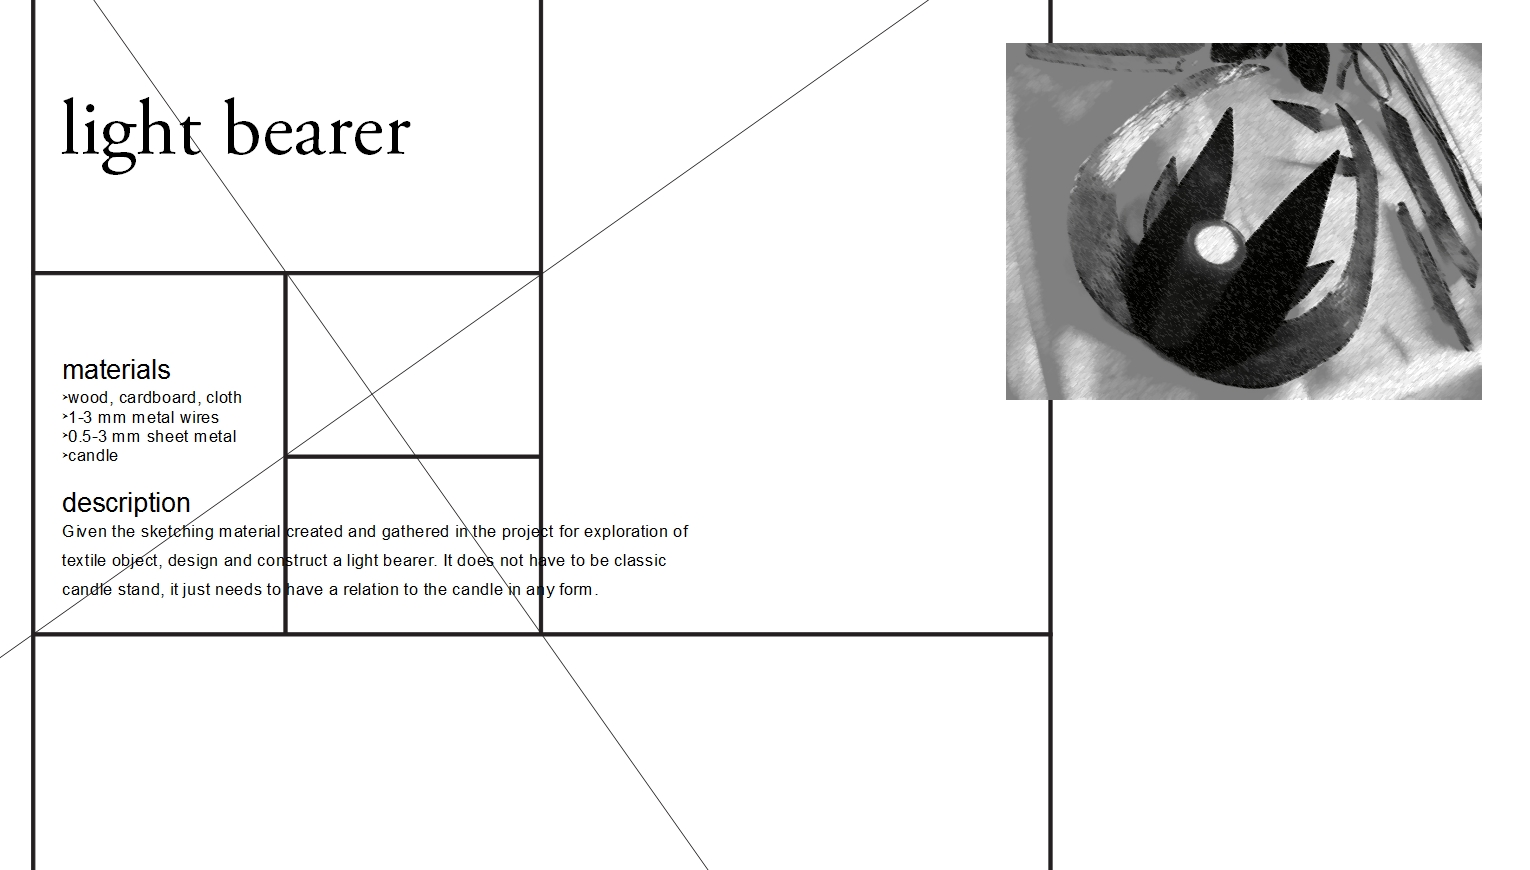 light bearer
materials
>wood, cardboard, cloth
>1-3 mm metal wires
>0.5-3 mm sheet metal
>candle
description
Given the sketching material created and gathered in the project for exploration of
textile object, design and construct a light bearer. It does not have to be classic
candle stand, it just needs to have a relation to the candle in any form.